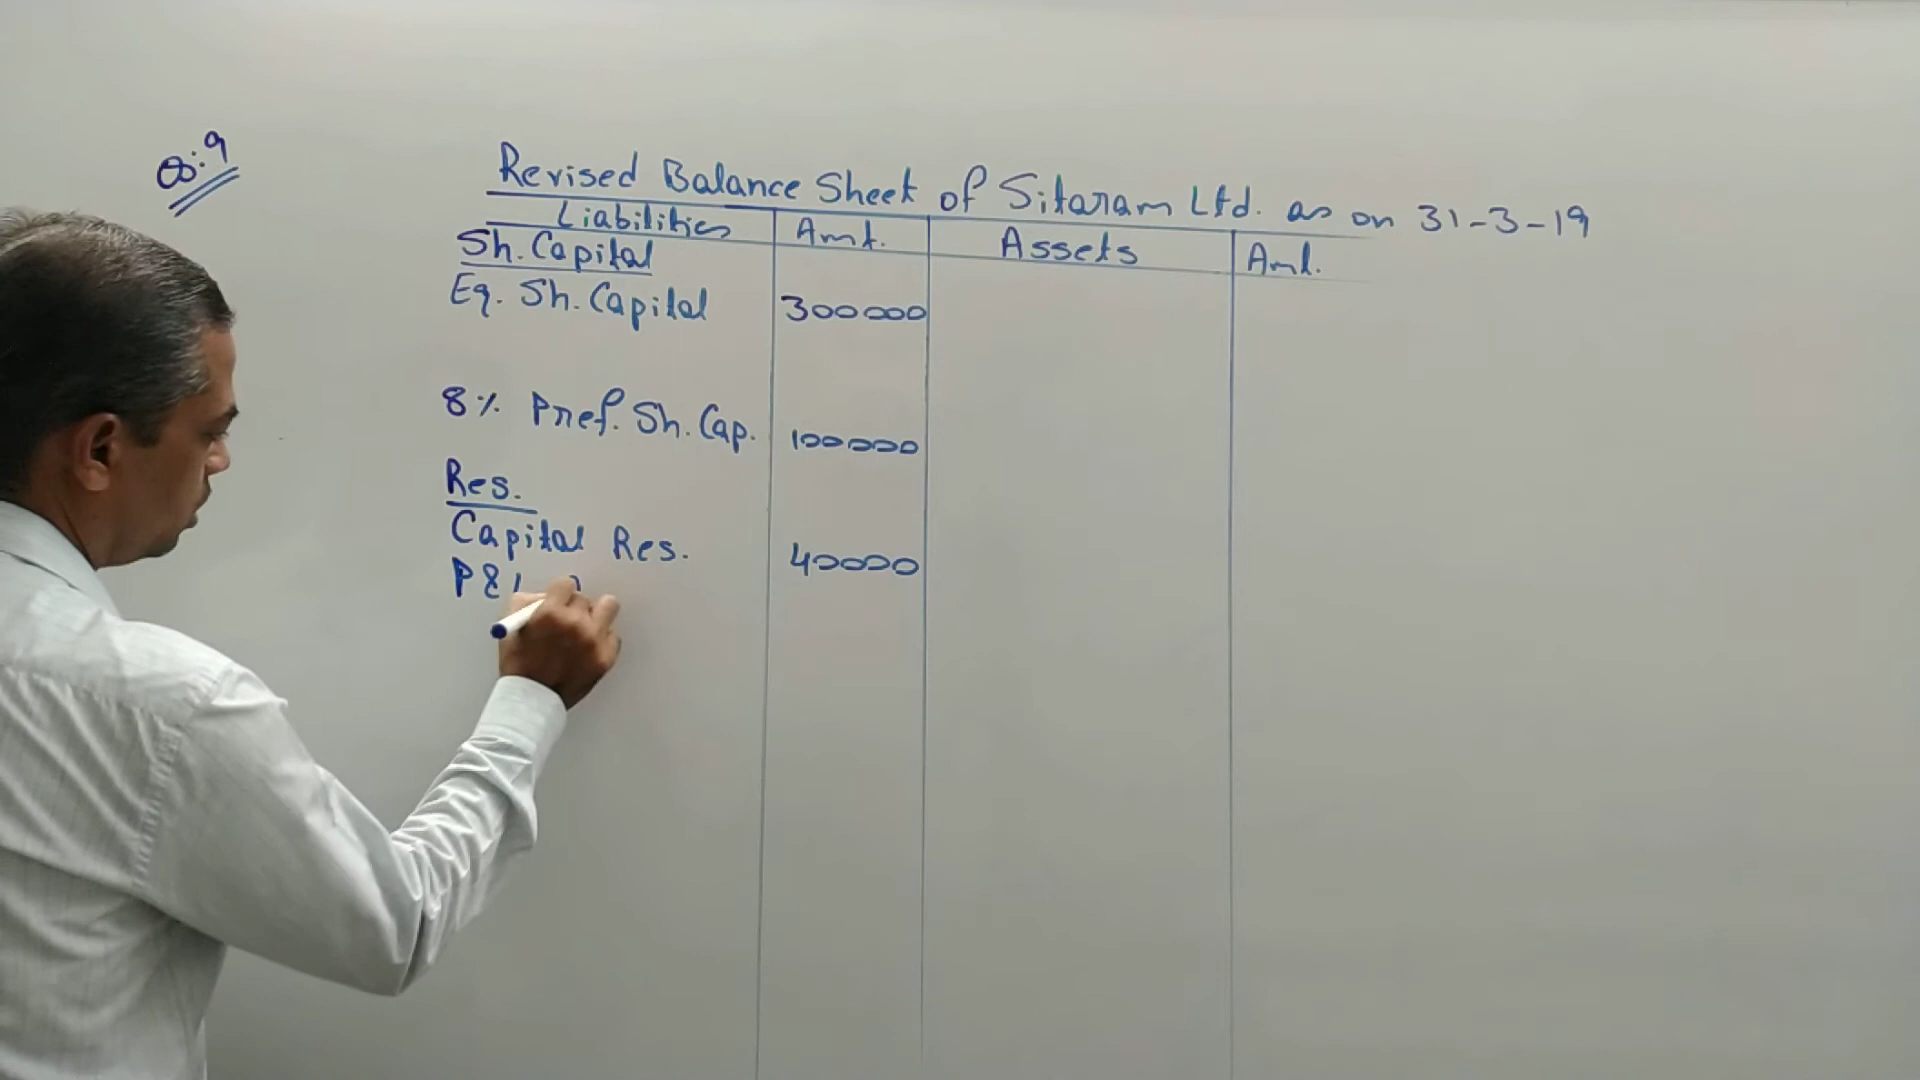 Q:9
Revised Balance Sheet of Sitaram Ltd. as on 31-3-19
Liabilities Amt. Assets Amt.
Sh. Capital
Eq. Sh. Capital 300000
8% Pref. Sh. Cap. 100000
Res.
Capital Res. 40000
P&L